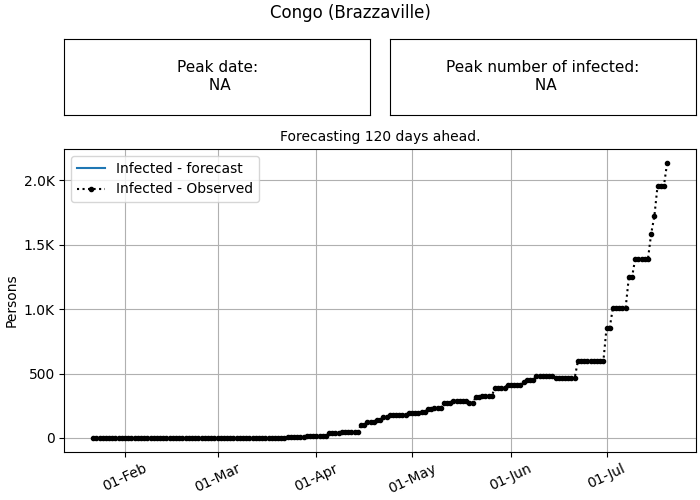 Congo (Brazzaville)
Peak date:
NA
Peak number of infected:
NA
Forecasting 120 days ahead.
Infected - forecast
Infected - Observed
2.0K
1.5K
1.0K
500
0
Persons
01-Feb
01-Mar
01-Apr
01-May
01-Jun
01-Jul